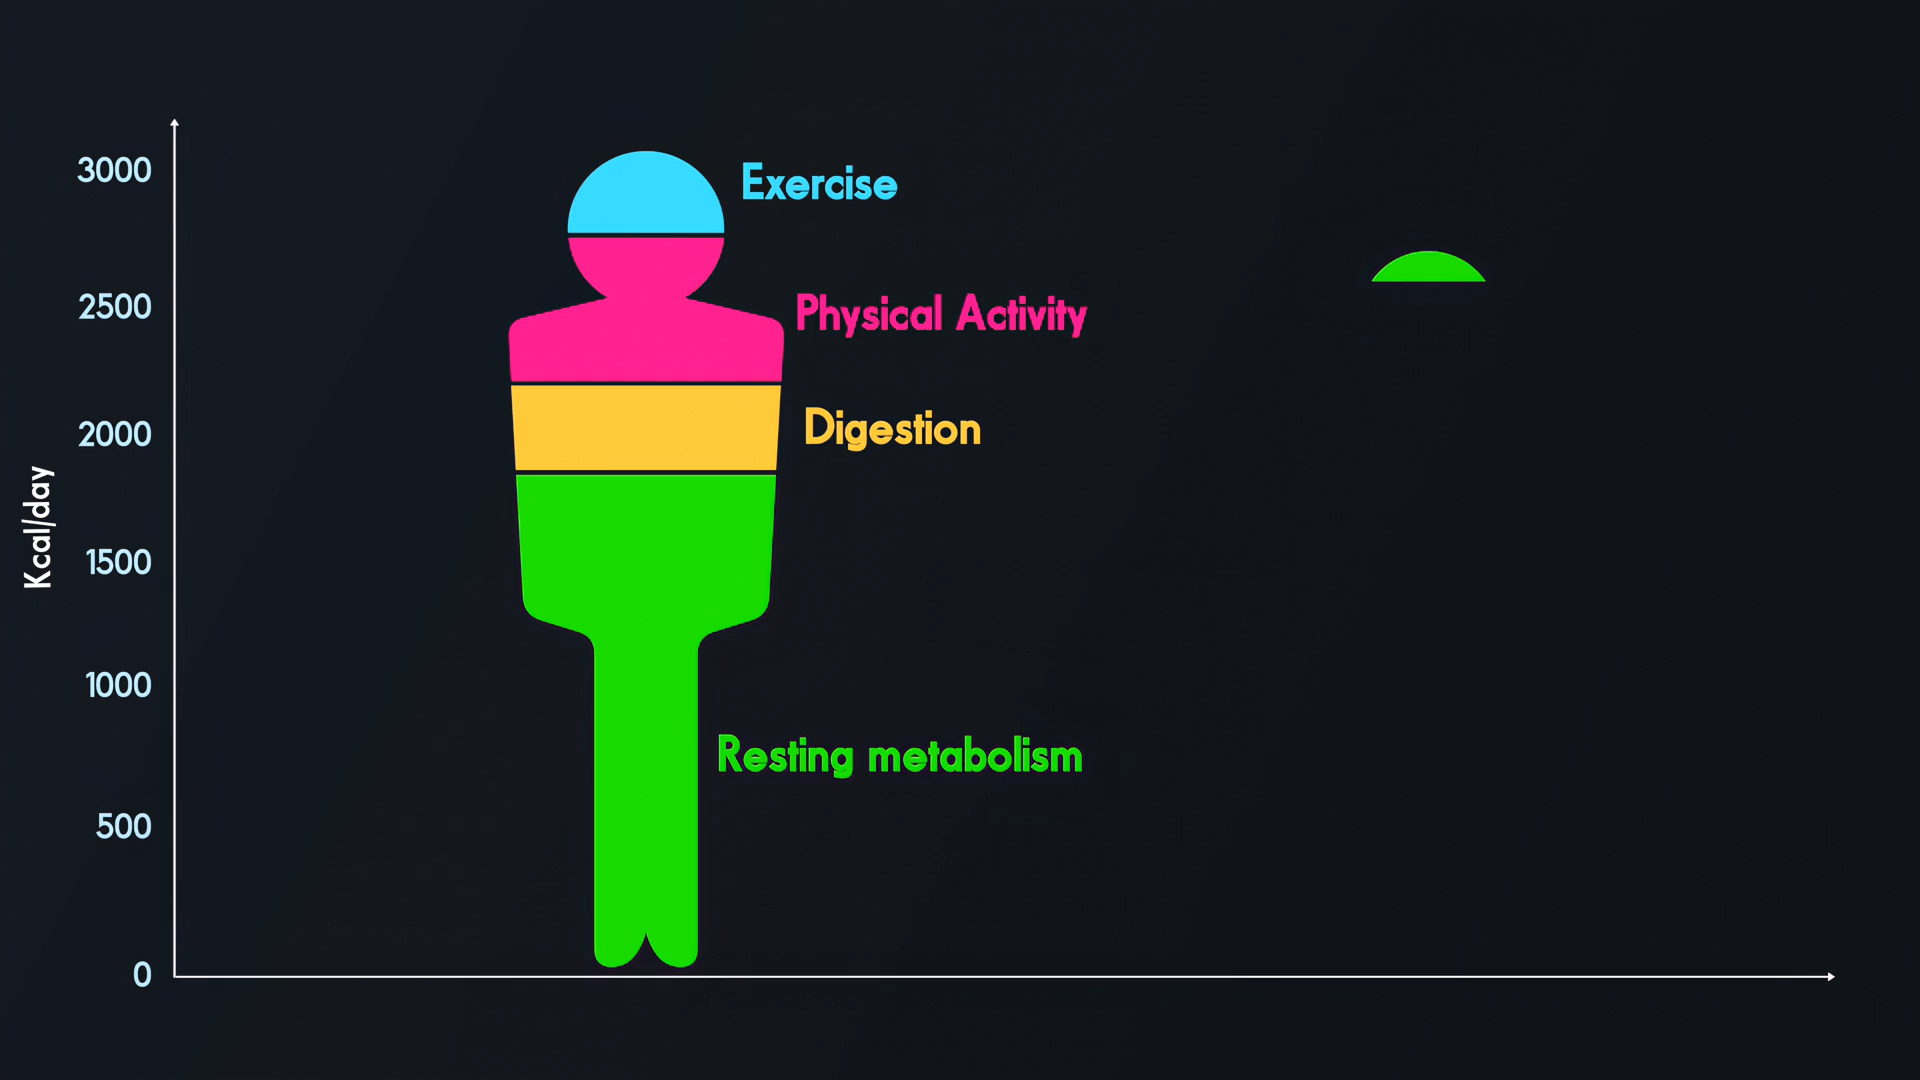 3000
Exercise
2500
Physical Activity
2000
Digestion
Kcal/day
1500
1000
Resting metabolism
500
0